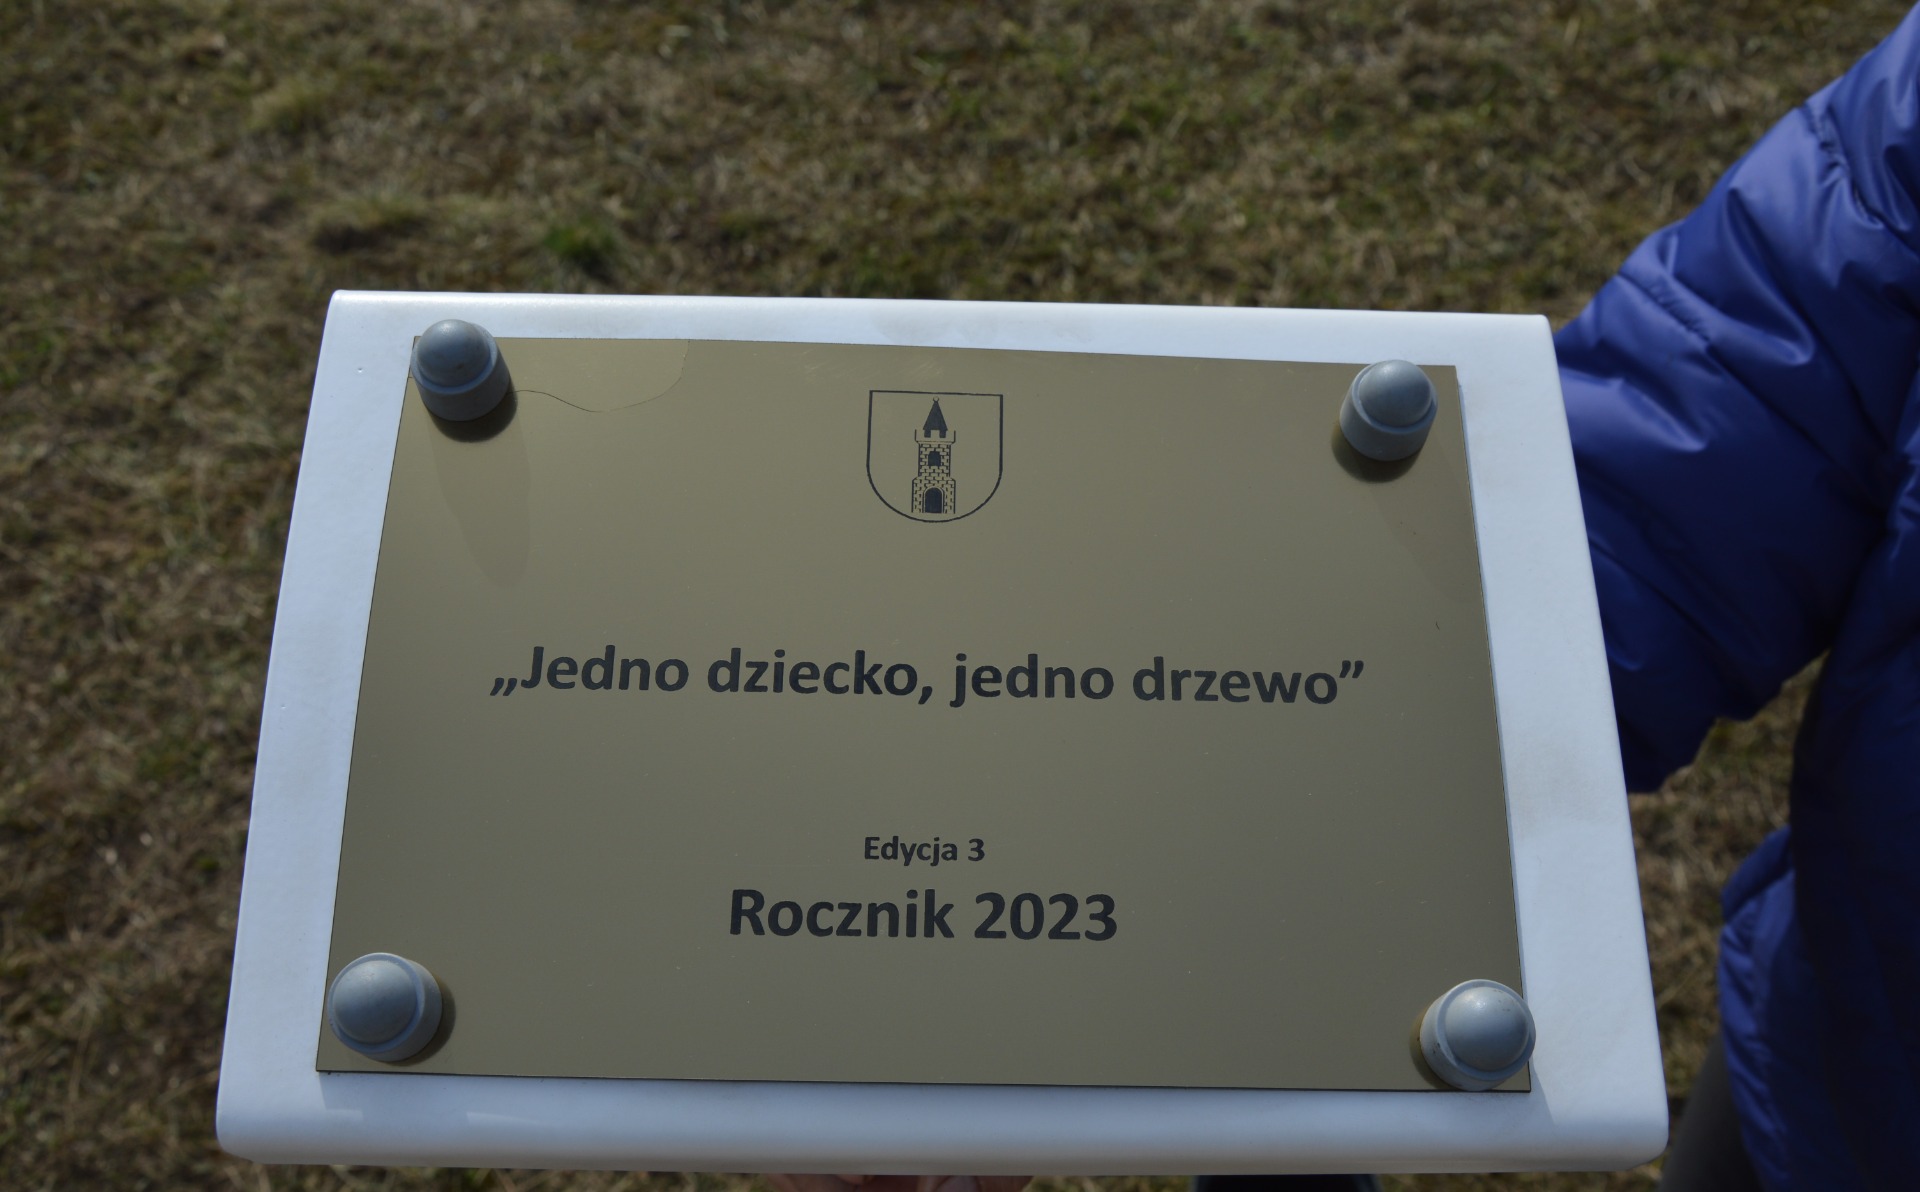 „Jedno dziecko, jedno drzewo”
Edycja 3
Rocznik 2023